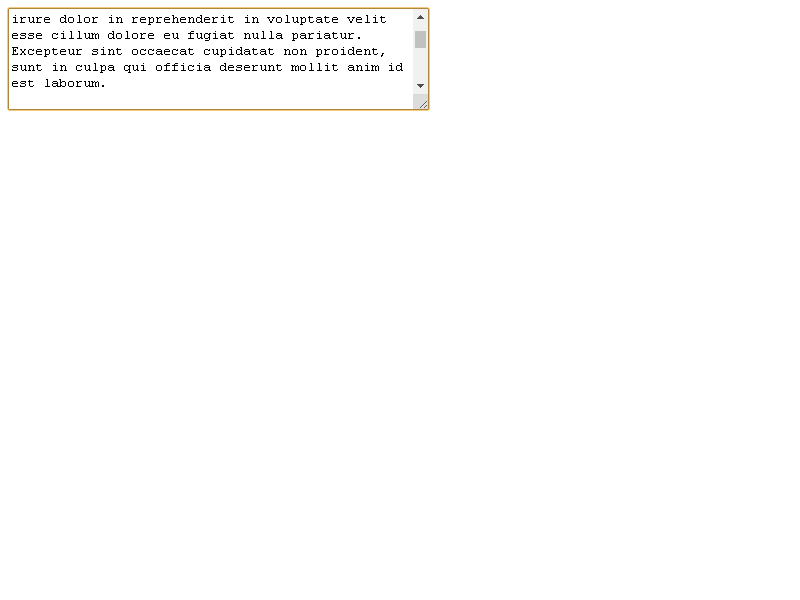 irure dolor in reprehenderit in voluptate velit
esse cillum dolore eu fugiat nulla pariatur.
Excepteur sint occaecat cupidatat non proident,
sunt in culpa qui officia deserunt mollit anim id
est laborum.